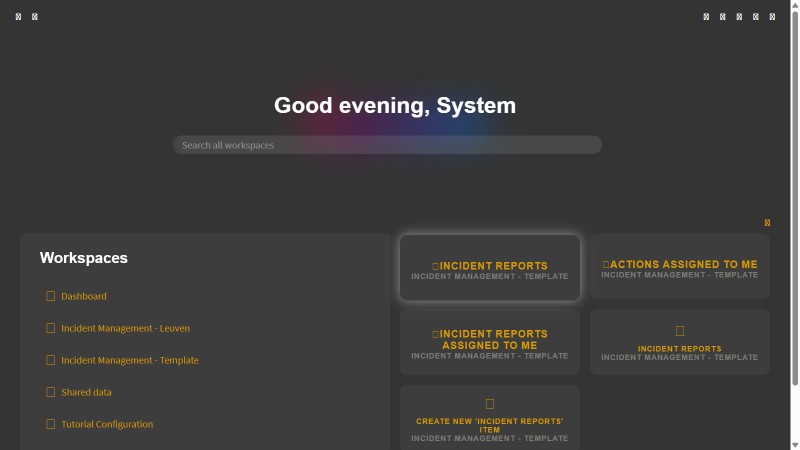 Good evening, System
Search all workspaces
Workspaces
Dashboard
Incident Management - Leuven
Incident Management - Template
Shared data
Tutorial Configuration
INCIDENT REPORTS
INCIDENT MANAGEMENT - TEMPLATE
ACTIONS ASSIGNED TO ME
INCIDENT MANAGEMENT - TEMPLATE
INCIDENT REPORTS
ASSIGNED TO ME
INCIDENT MANAGEMENT - TEMPLATE
INCIDENT REPORTS
INCIDENT MANAGEMENT - TEMPLATE
CREATE NEW 'INCIDENT REPORTS'
ITEM
INCIDENT MANAGEMENT - TEMPLATE